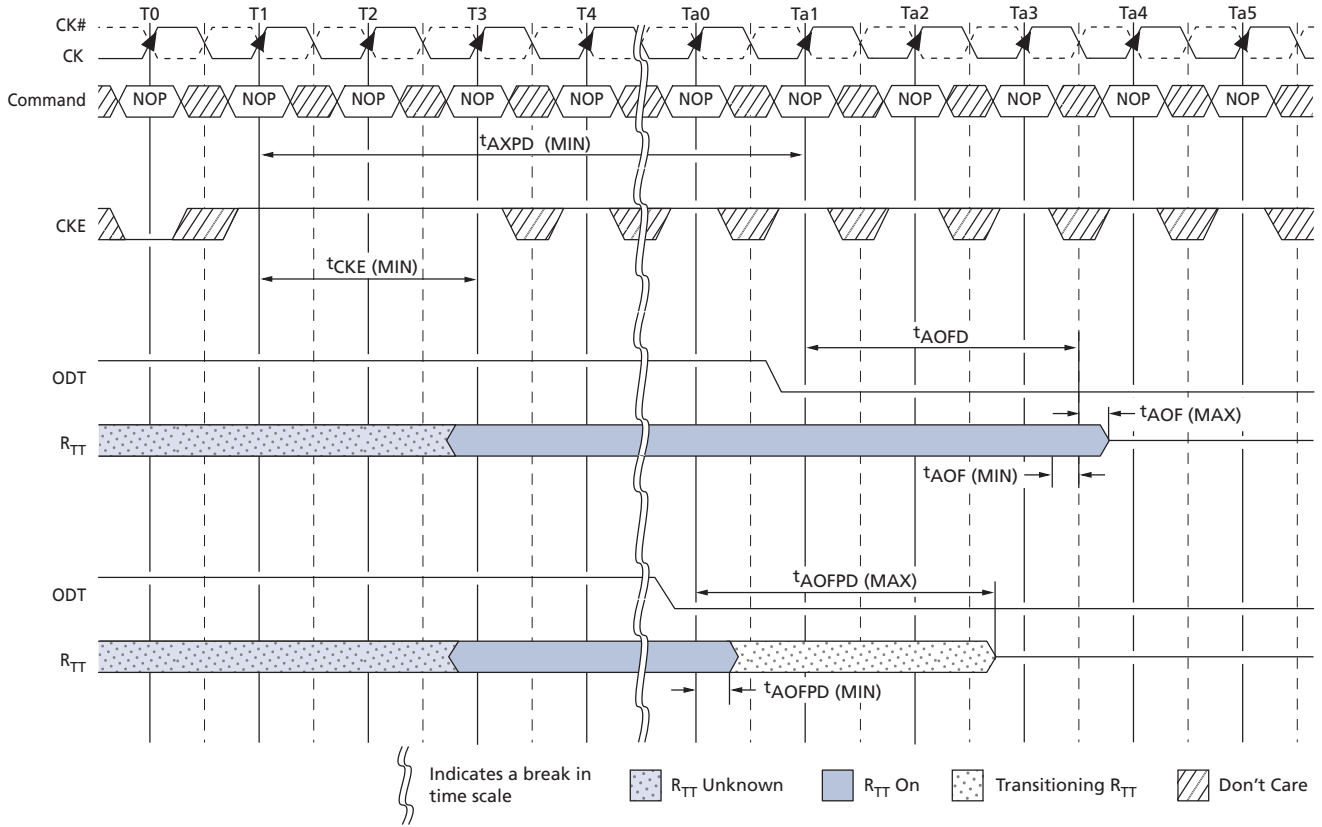 T0 T1 T2 T3 T4 Ta0 Ta1 Ta2 Ta3 Ta4 Ta5
CK#
CK
Command NOP NOP NOP NOP NOP NOP NOP NOP NOP NOP NOP
tAXPD (MIN)
CKE
tCKE (MIN)
tAOFD
ODT
tAOF (MAX)
RTT
tAOF (MIN)
tAOFPD (MAX)
ODT
RTT
tAOFPD (MIN)
Indicates a break in
time scale
RTT Unknown
RTT On
Transitioning RTT
Don't Care